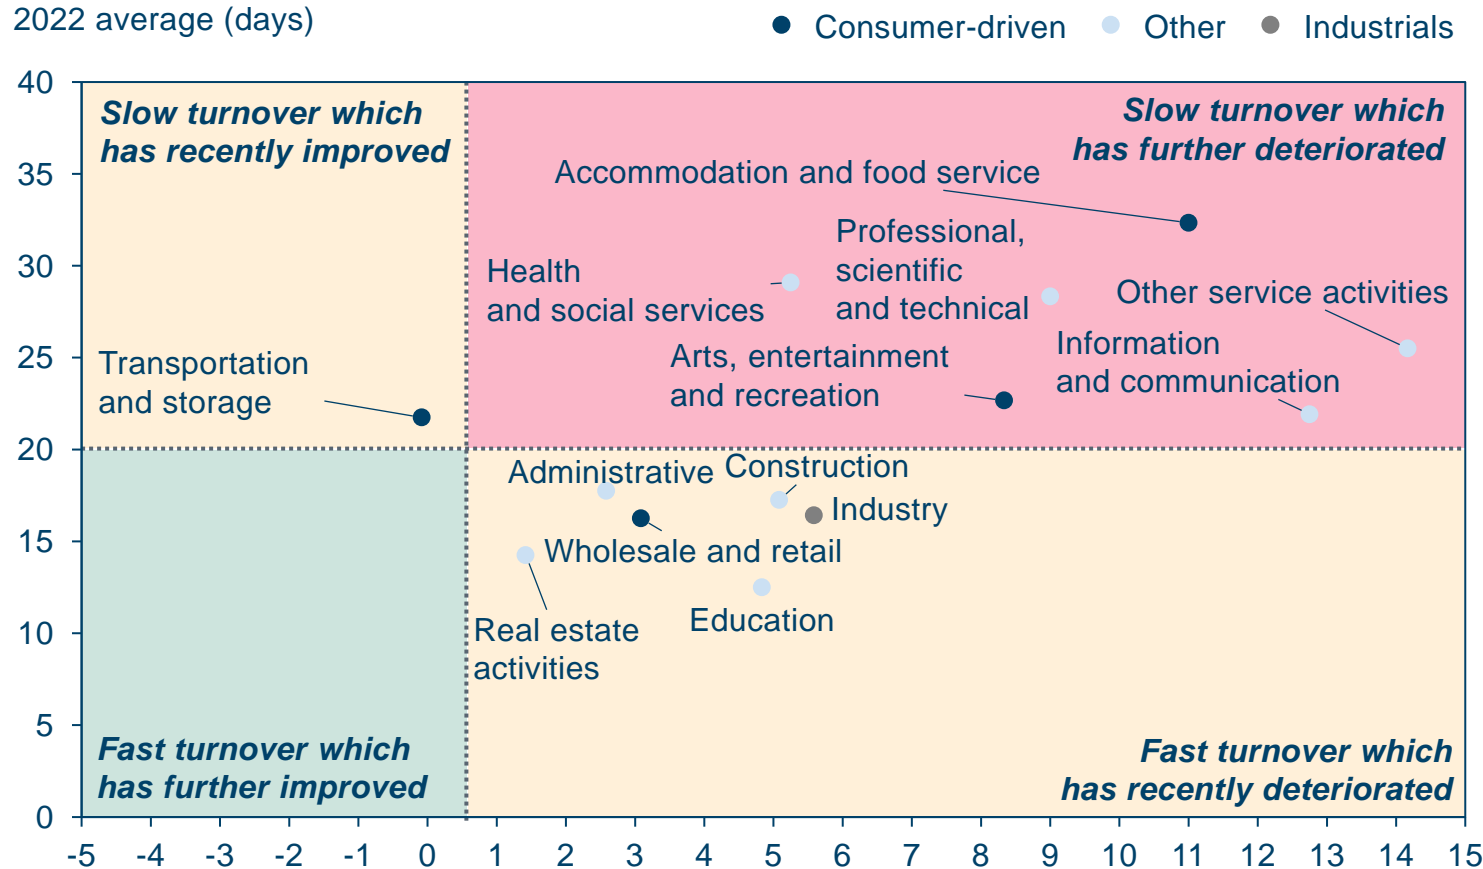 2022 average (days)
Consumer-driven
Other
Industrials
40
35
30
25
20
15
10
5
0
Slow turnover which
has recently improved
Slow turnover which
has further deteriorated
Accommodation and food service
Professional,
scientific
and technical
Health
and social services
Other service activities
Information
and communication
Arts, entertainment
and recreation
Transportation
and storage
Administrative
Construction
Industry
Wholesale and retail
Education
Real estate
activities
Fast turnover which
has further improved
Fast turnover which
has recently deteriorated
-5 -4 -3 -2 -1 0 1 2 3 4 5 6 7 8 9 10 11 12 13 14 15